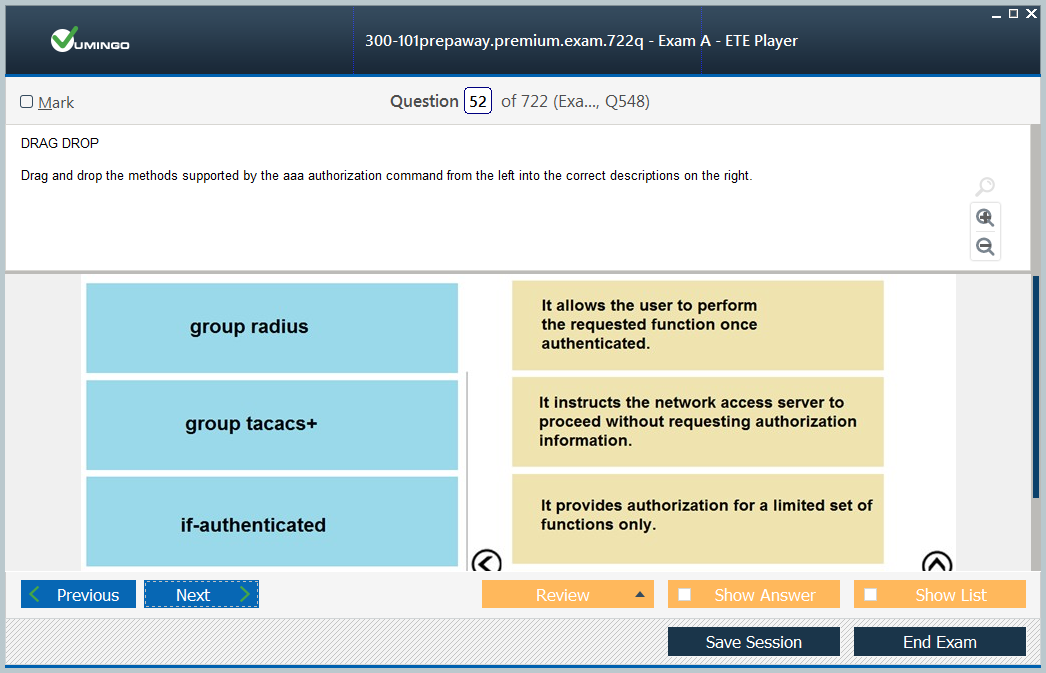 VUMINGO
300-101prepaway.premium.exam.722q - Exam A - ETE Player
Mark
Question 52 of 722 (Exa..., Q548)
DRAG DROP
Drag and drop the methods supported by the aaa authorization command from the left into the correct descriptions on the right.
group radius
It allows the user to perform
the requested function once
authenticated.
group tacacs+
It instructs the network access server to
proceed without requesting authorization
information.
if-authenticated
It provides authorization for a limited set of
functions only.
Previous
Next
Review
Show Answer
Show List
Save Session
End Exam